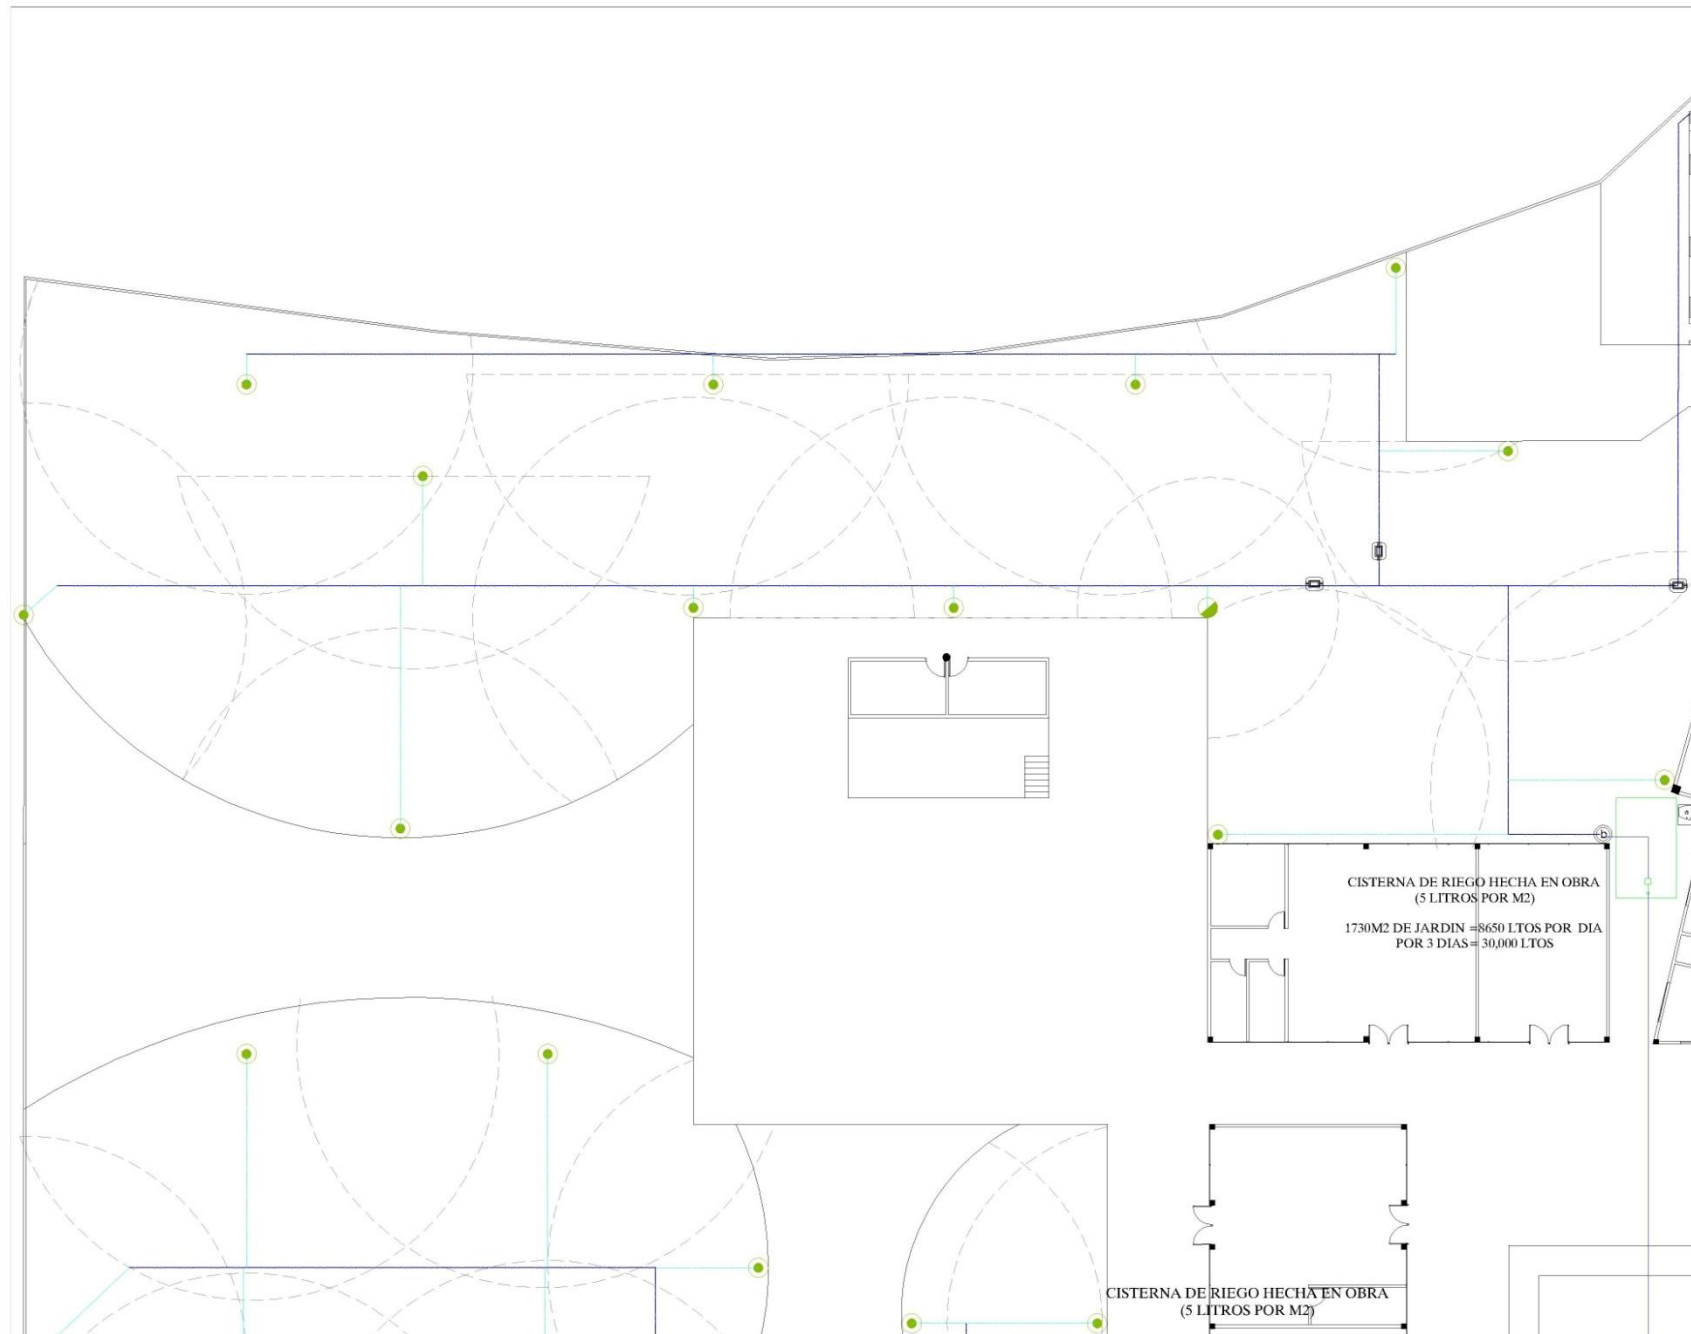 b
CISTERNA DE RIEGO HECHA EN OBRA
(5 LITROS POR M2)
1730M2 DE JARDIN =8650 LTOS POR DIA
POR 3 DIAS= 30,000 LTOS
CISTERNA DE RIEGO HECHA EN OBRA
(5 LITROS POR M2)